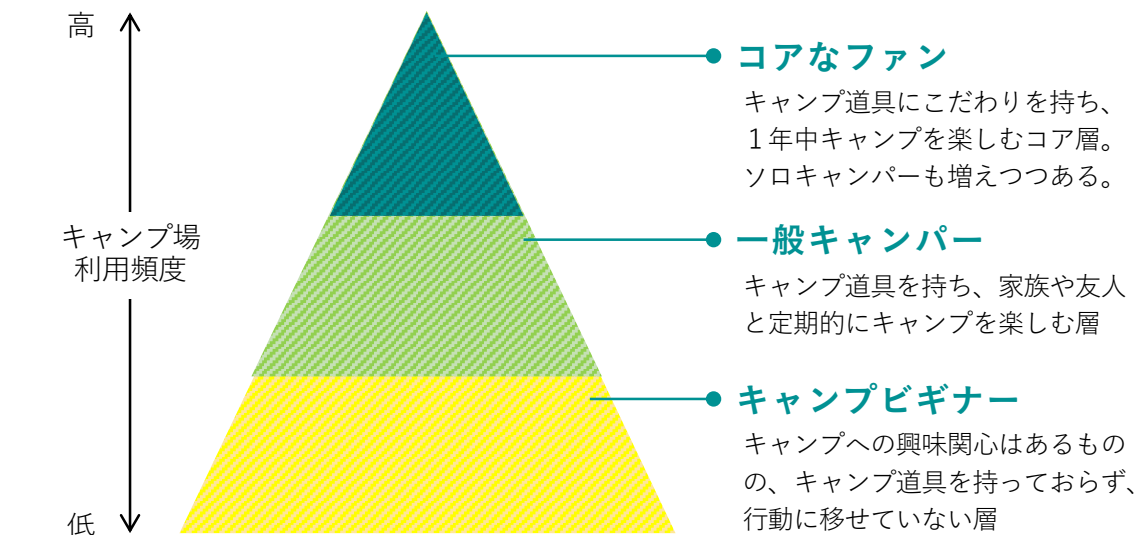 高
キャンプ場
利用頻度
低
コアなファン
キャンプ道具にこだわりを持ち、
１年中キャンプを楽しむコア層。
ソロキャンパーも増えつつある。
一般キャンパー
キャンプ道具を持ち、家族や友人
と定期的にキャンプを楽しむ層
キャンプビギナー
キャンプへの興味関心はあるもの
の、キャンプ道具を持っておらず、
行動に移せていない層